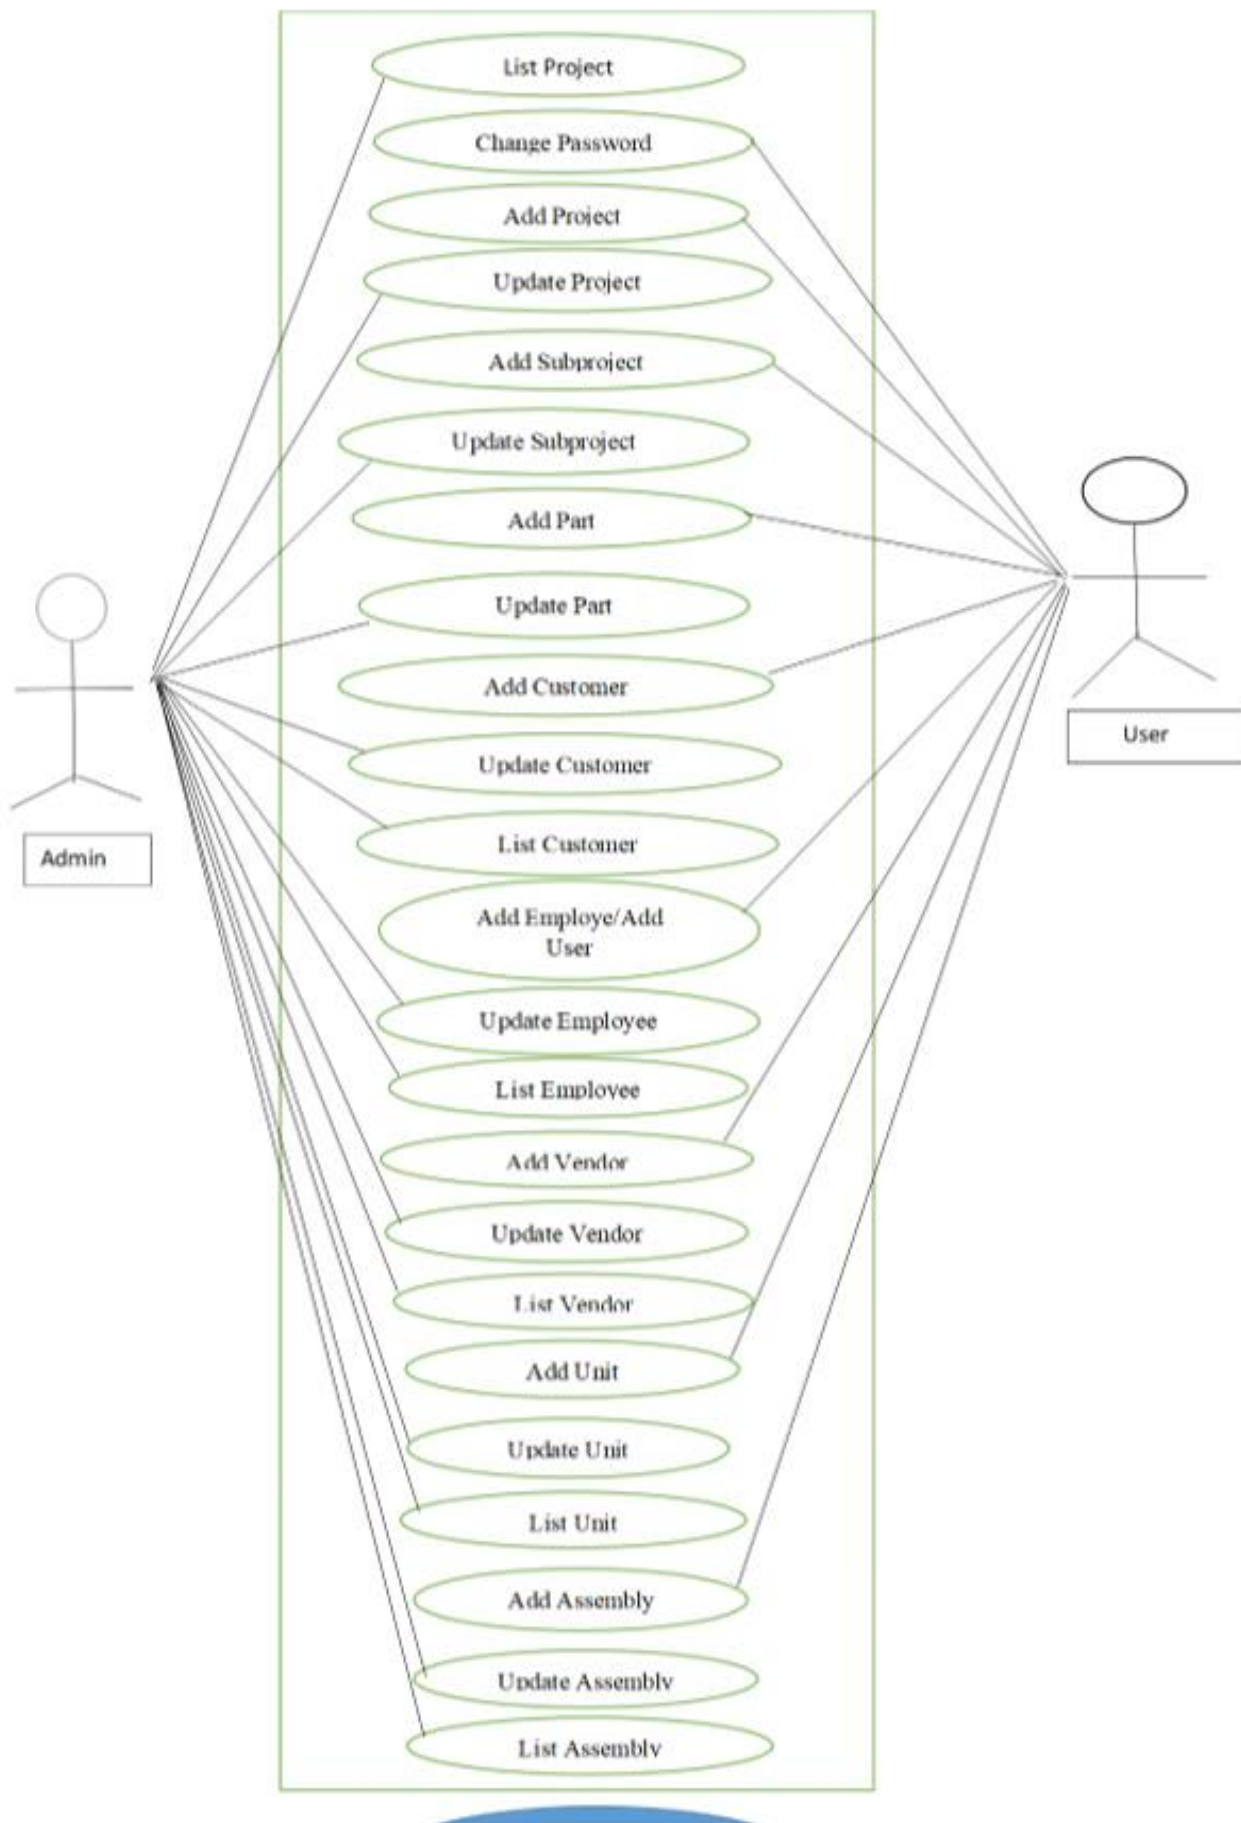 List Project
Change Password
Add Project
Update Project
Add Subproject
Update Subproject
Add Part
Update Part
Add Customer
User
Update Customer
List Customer
Admin
Add Employe/Add
User
Update Employee
List Employee
Add Vendor
Update Vendor
List Vendor
Add Unit
Update Unit
List Unit
Add Assembly
Update Assembly
List Assembly